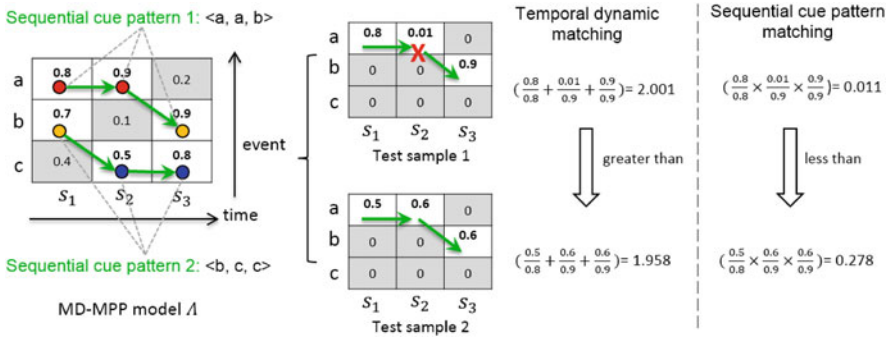 Sequential cue pattern 1: <a, a, b>
a 0.8 0.9 0.2
b 0.7 0.1 0.9
c 0.4 0.5 0.8
S1 S2 S3
event
time
Sequential cue pattern 2: <b, c, c>
MD-MPP model Λ
a 0.8 0.01 0
X
b 0 0 0.9
c 0 0 0
S1 S2 S3
Test sample 1
a 0.5 0.6 0
b 0 0 0.6
c 0 0 0
S1 S2 S3
Test sample 2
Temporal dynamic
matching
(0.8/0.8 + 0.01/0.9 + 0.9/0.9)= 2.001
greater than
(0.5/0.8 + 0.6/0.9 + 0.6/0.9)= 1.958
Sequential cue pattern
matching
(0.8/0.8 × 0.01/0.9 × 0.9/0.9)= 0.011
less than
(0.5/0.8 × 0.6/0.9 × 0.6/0.9)= 0.278